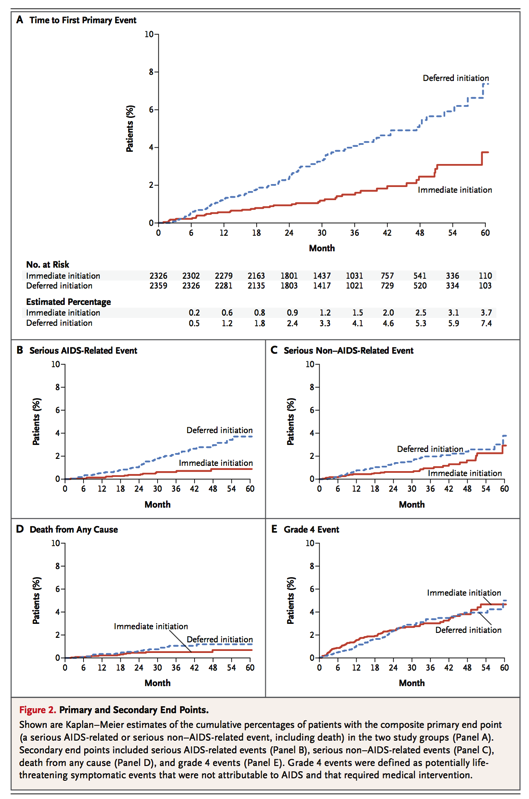 A Time to First Primary Event
10
8
6
4
2
0
Patients (%)
Deferred initiation
Immediate initiation
0 6 12 18 24 30 36 42 48 54 60
Month
No. at Risk
Immediate initiation 2326 2302 2279 2163 1801 1437 1031 757 541 336 110
Deferred initiation 2359 2326 2281 2135 1803 1417 1021 729 520 334 103
Estimated Percentage
Immediate initiation 0.2 0.6 0.8 0.9 1.2 1.5 2.0 2.5 3.1 3.7
Deferred initiation 0.5 1.2 1.8 2.4 3.3 4.1 4.6 5.3 5.9 7.4
B Serious AIDS-Related Event
10
8
6
4
2
0
Patients (%)
Deferred initiation
Immediate initiation
0 6 12 18 24 30 36 42 48 54 60
Month
C Serious Non–AIDS-Related Event
10
8
6
4
2
0
Patients (%)
Deferred initiation
Immediate initiation
0 6 12 18 24 30 36 42 48 54 60
Month
D Death from Any Cause
10
8
6
4
2
0
Patients (%)
Immediate initiation
Deferred initiation
0 6 12 18 24 30 36 42 48 54 60
Month
E Grade 4 Event
10
8
6
4
2
0
Patients (%)
Immediate initiation
Deferred initiation
0 6 12 18 24 30 36 42 48 54 60
Month
Figure 2. Primary and Secondary End Points.
Shown are Kaplan–Meier estimates of the cumulative percentages of patients with the composite primary end point
(a serious AIDS-related or serious non–AIDS-related event, including death) in the two study groups (Panel A).
Secondary end points included serious AIDS-related events (Panel B), serious non–AIDS-related events (Panel C),
death from any cause (Panel D), and grade 4 events (Panel E). Grade 4 events were defined as potentially life-
threatening symptomatic events that were not attributable to AIDS and that required medical intervention.